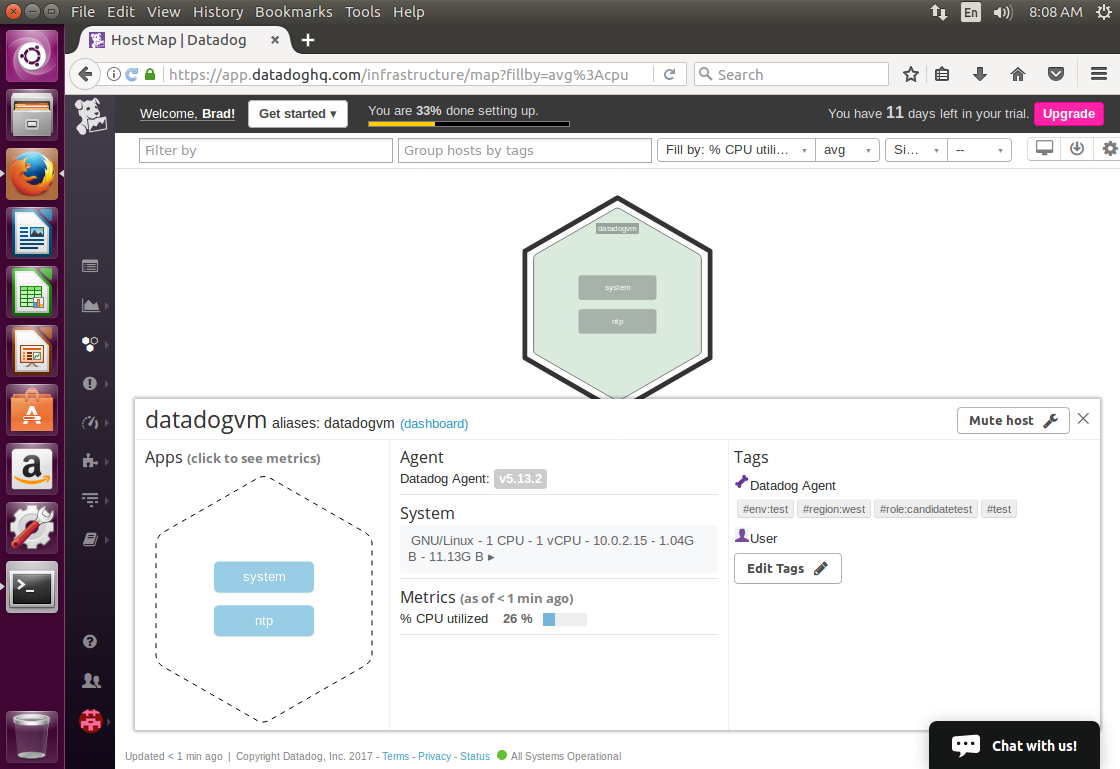 File Edit View History Bookmarks Tools Help
En
8:08 AM
Host Map | Datadog
https://app.datadoghq.com/infrastructure/map?fillby=avg%3Acpu
Search
Welcome, Brad!
Get started ▾
You are 33% done setting up.
You have 11 days left in your trial.
Upgrade
Filter by
Group hosts by tags
Fill by: % CPU utili...
avg
Si...
--
datadogvm
system
ntp
datadogvm aliases: datadogvm (dashboard)
Mute host
Apps (click to see metrics)
system
ntp
Agent
Datadog Agent: v5.13.2
System
GNU/Linux - 1 CPU - 1 vCPU - 10.0.2.15 - 1.04G
B - 11.13G B ▸
Metrics (as of < 1 min ago)
% CPU utilized 26 %
Tags
Datadog Agent
#env:test #region:west #role:candidatetest #test
User
Edit Tags
Updated < 1 min ago | Copyright Datadog, Inc. 2017 - Terms - Privacy - Status All Systems Operational
Chat with us!